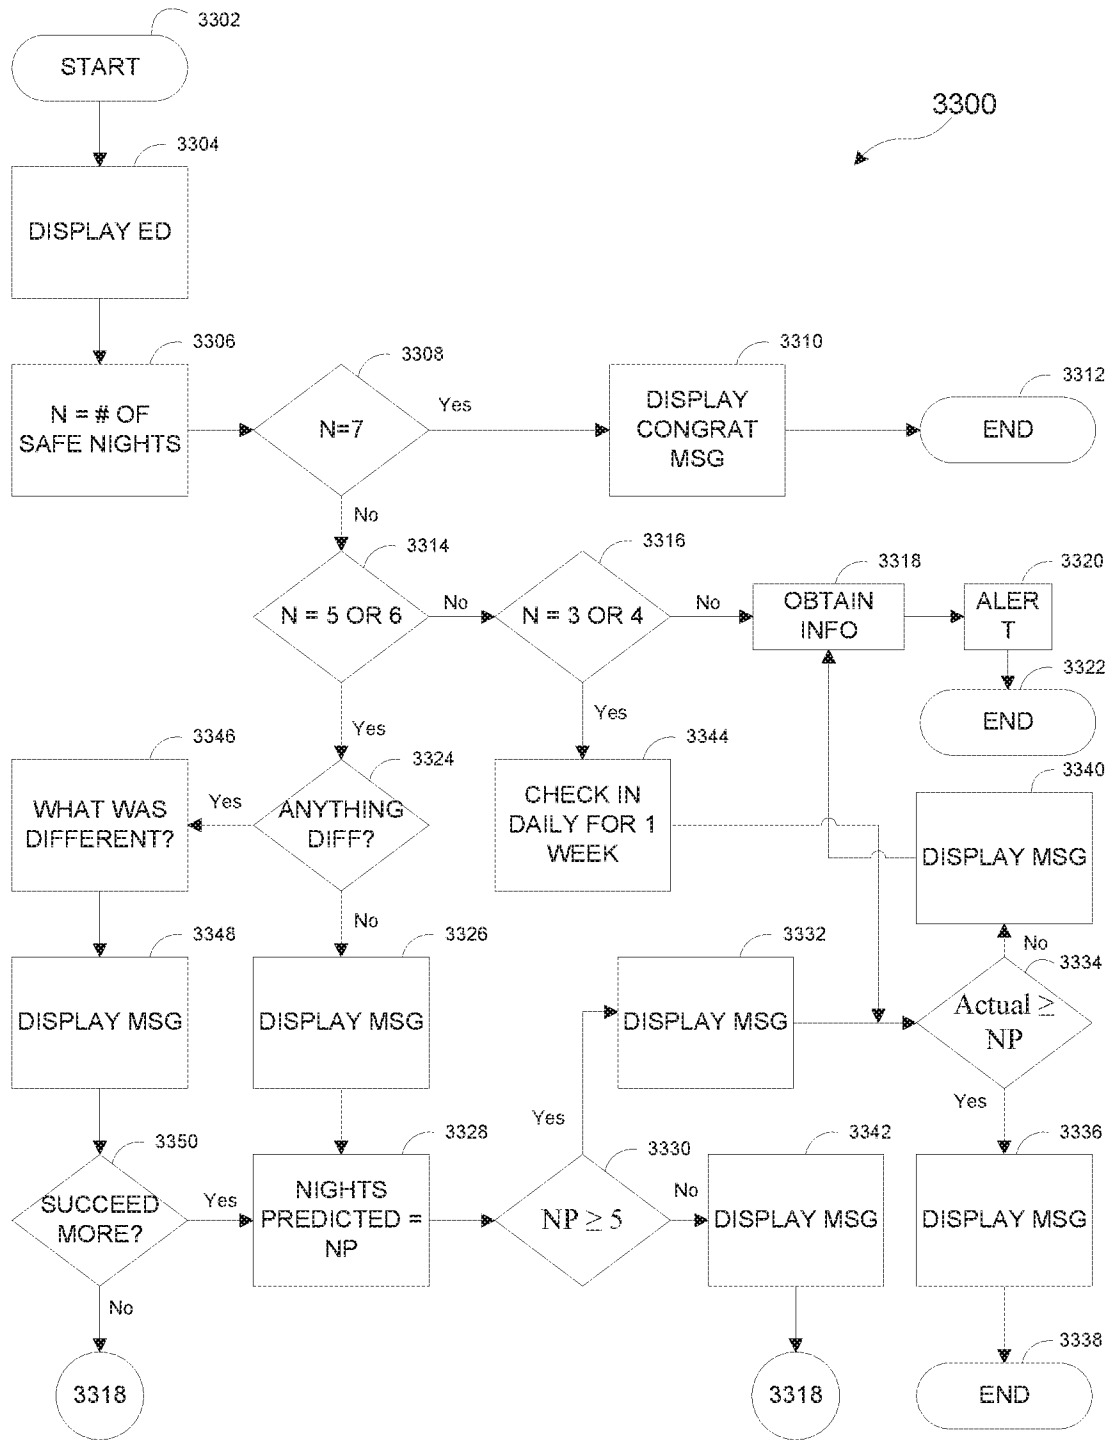 3302
START
3300
3304
DISPLAY ED
3306
N = # OF
SAFE NIGHTS
3308
N=7
Yes
No
3310
DISPLAY
CONGRAT
MSG
3312
END
3314
N = 5 OR 6
No
Yes
3316
N = 3 OR 4
No
Yes
3318
OBTAIN
INFO
3320
ALER
T
3322
END
3346
WHAT WAS
DIFFERENT?
Yes
3324
ANYTHING
DIFF?
No
3344
CHECK IN
DAILY FOR 1
WEEK
3340
DISPLAY MSG
No
3348
DISPLAY MSG
3326
DISPLAY MSG
3332
DISPLAY MSG
3334
Actual ≥
NP
Yes
3350
SUCCEED
MORE?
Yes
No
3328
NIGHTS
PREDICTED =
NP
Yes
3330
NP ≥ 5
No
3342
DISPLAY MSG
3336
DISPLAY MSG
3318
3318
3338
END